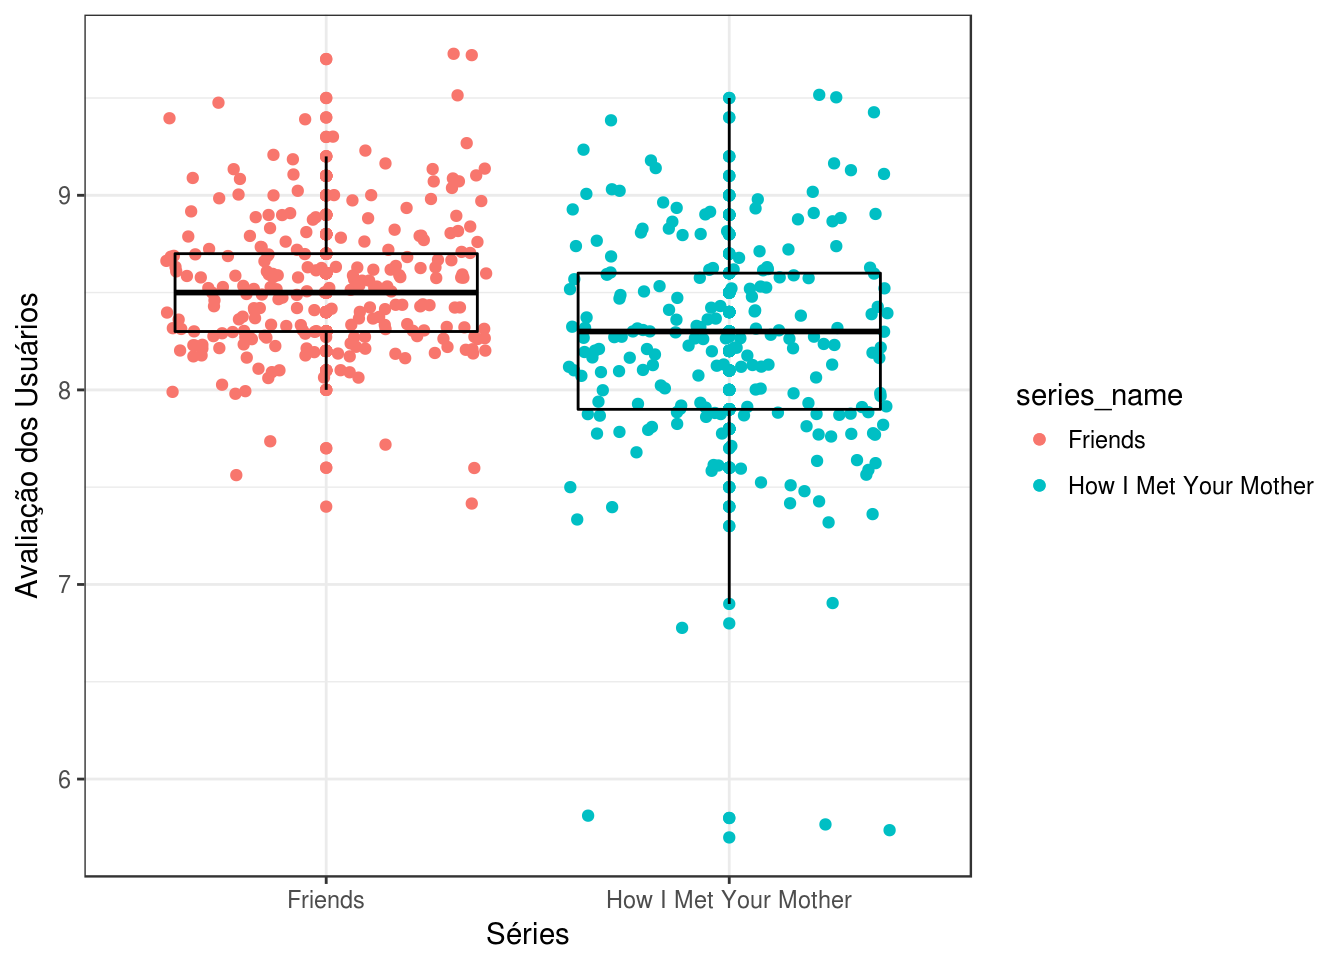 Avaliação dos Usuários
9
8
7
6
Friends
How I Met Your Mother
Séries
series_name
Friends
How I Met Your Mother